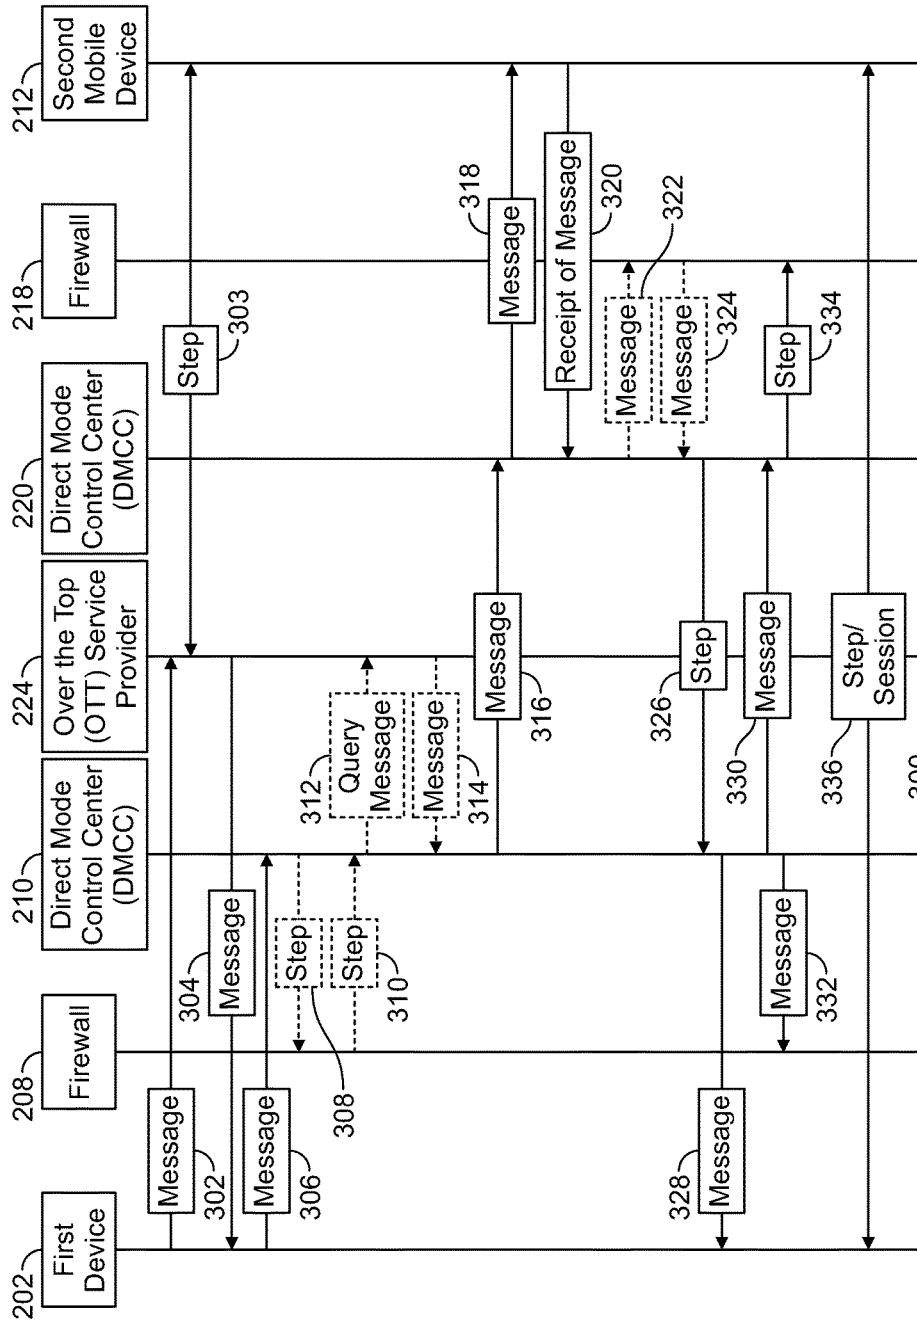 202
First
Device
208
Firewall
210
Direct Mode
Control Center
(DMCC)
224
Over the Top
(OTT) Service
Provider
220
Direct Mode
Control Center
(DMCC)
218
Firewall
212
Second
Mobile
Device
Message
302
Step
303
304
Message
Message
306
Step
308
Step
310
312
Query
Message
Message
314
Message
316
Message
318
Receipt of Message
320
Message
322
Message
324
Step
326
328
Message
330
Message
Message
332
Step
334
336
Step/
Session